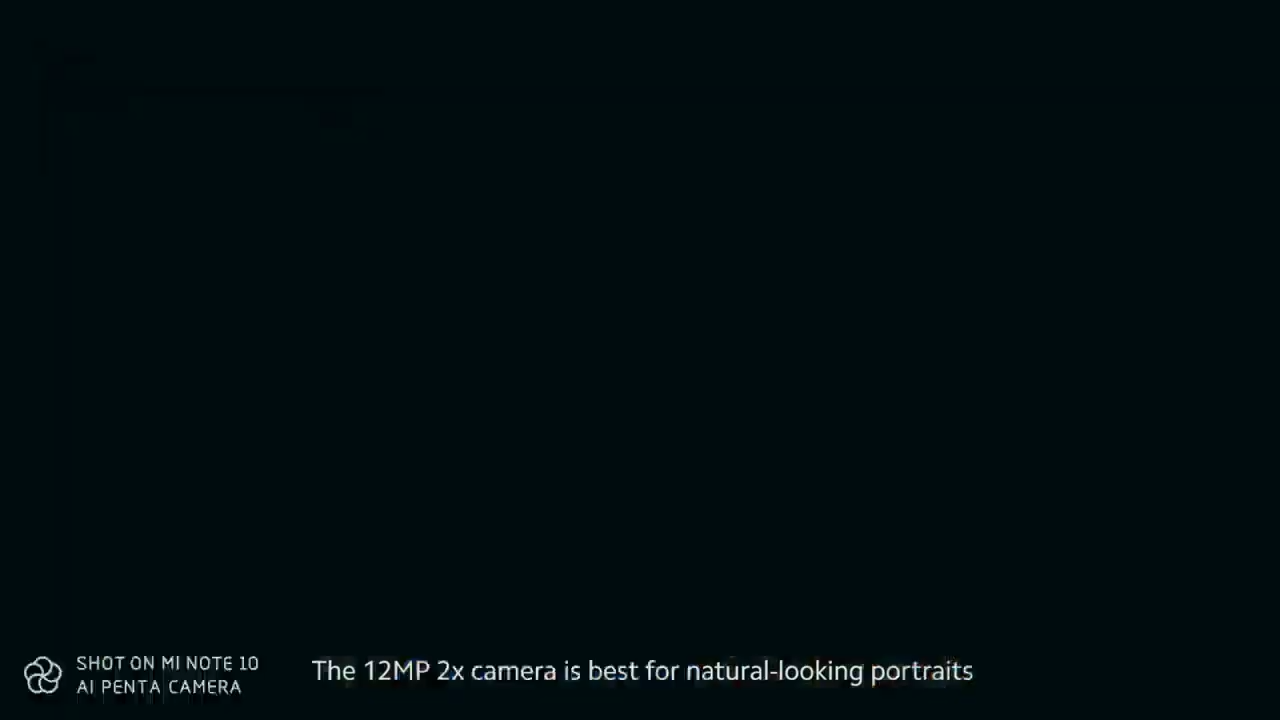 SHOT ON MI NOTE 10
AI PENTA CAMERA
The 12MP 2x camera is best for natural-looking portraits